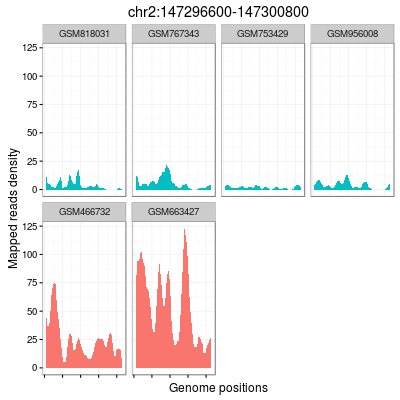 chr2:147296600-147300800
GSM818031 GSM767343 GSM753429 GSM956008
125
100
75
50
25
0
GSM466732 GSM663427
125
100
75
50
25
0
Mapped reads density
Genome positions